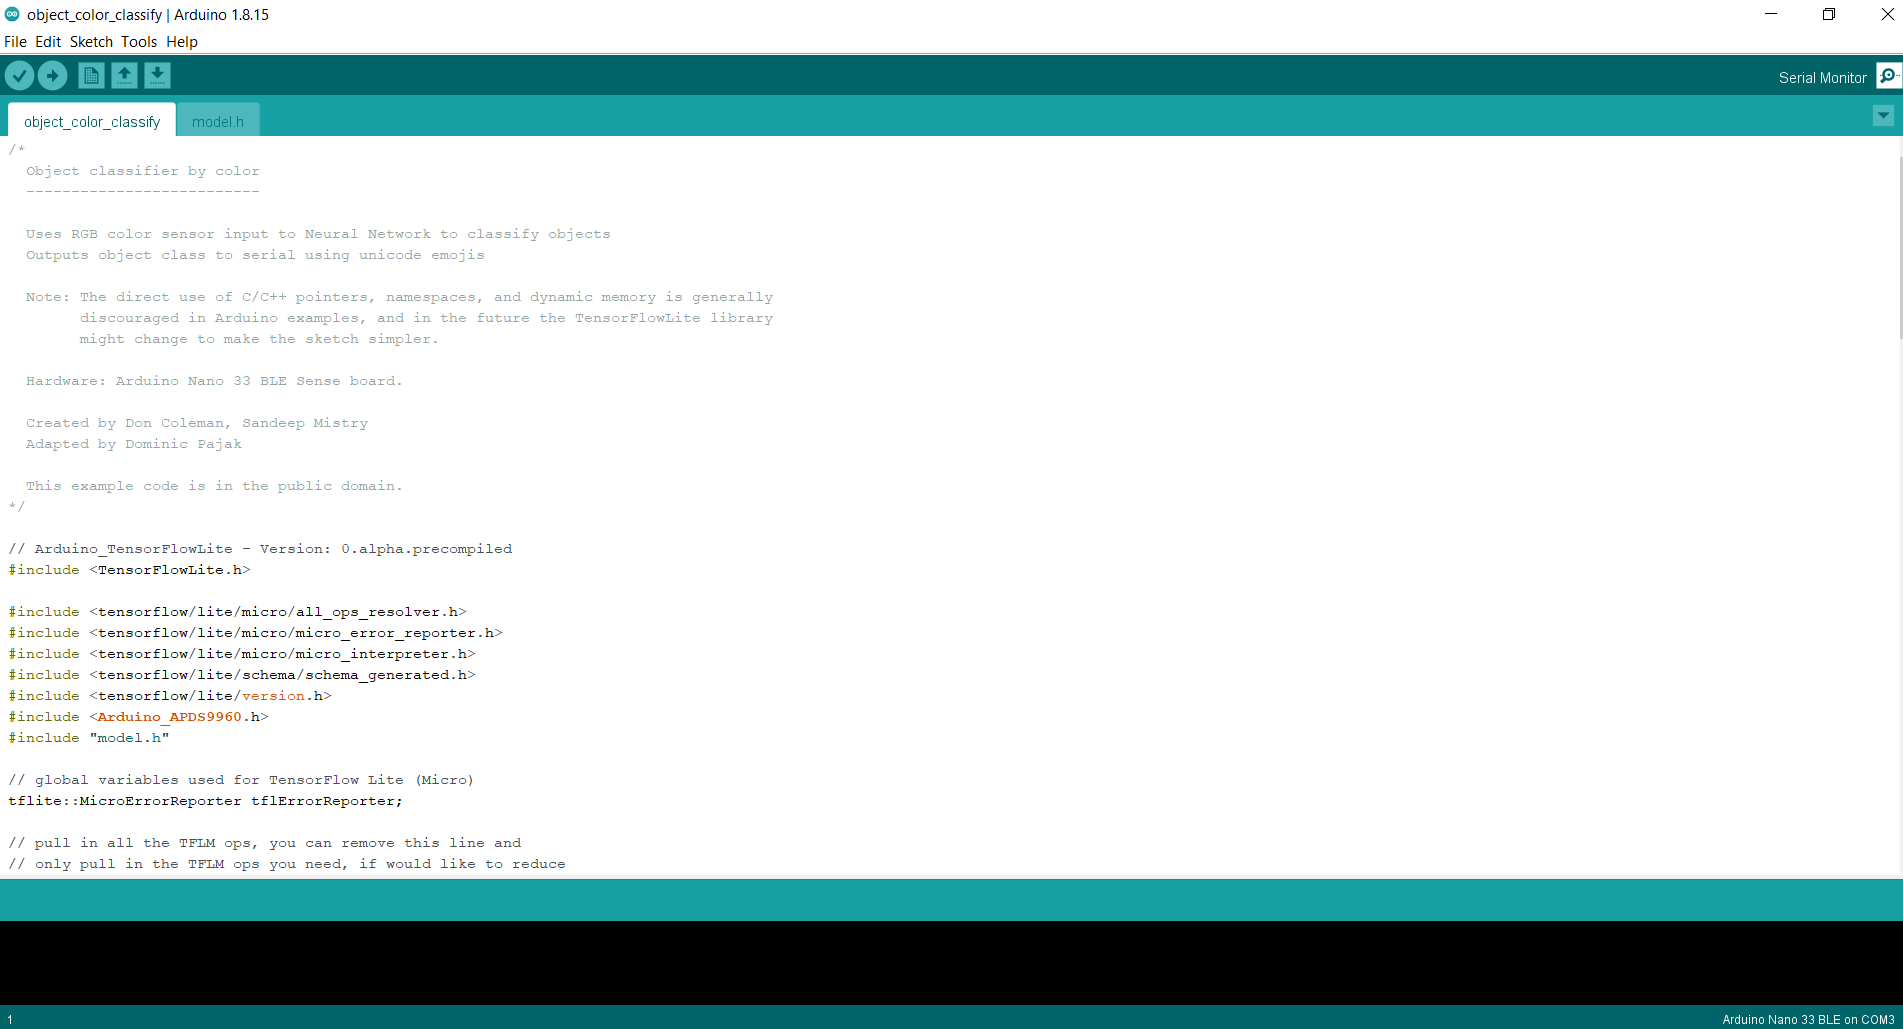 object_color_classify | Arduino 1.8.15
File Edit Sketch Tools Help
Serial Monitor
object_color_classify model.h
/*
Object classifier by color
--------------------------
Uses RGB color sensor input to Neural Network to classify objects
Outputs object class to serial using unicode emojis
Note: The direct use of C/C++ pointers, namespaces, and dynamic memory is generally
discouraged in Arduino examples, and in the future the TensorFlowLite library
might change to make the sketch simpler.
Hardware: Arduino Nano 33 BLE Sense board.
Created by Don Coleman, Sandeep Mistry
Adapted by Dominic Pajak
This example code is in the public domain.
*/
// Arduino_TensorFlowLite - Version: 0.alpha.precompiled
#include <TensorFlowLite.h>
#include <tensorflow/lite/micro/all_ops_resolver.h>
#include <tensorflow/lite/micro/micro_error_reporter.h>
#include <tensorflow/lite/micro/micro_interpreter.h>
#include <tensorflow/lite/schema/schema_generated.h>
#include <tensorflow/lite/version.h>
#include <Arduino_APDS9960.h>
#include "model.h"
// global variables used for TensorFlow Lite (Micro)
tflite::MicroErrorReporter tflErrorReporter;
// pull in all the TFLM ops, you can remove this line and
// only pull in the TFLM ops you need, if would like to reduce
1
Arduino Nano 33 BLE on COM3